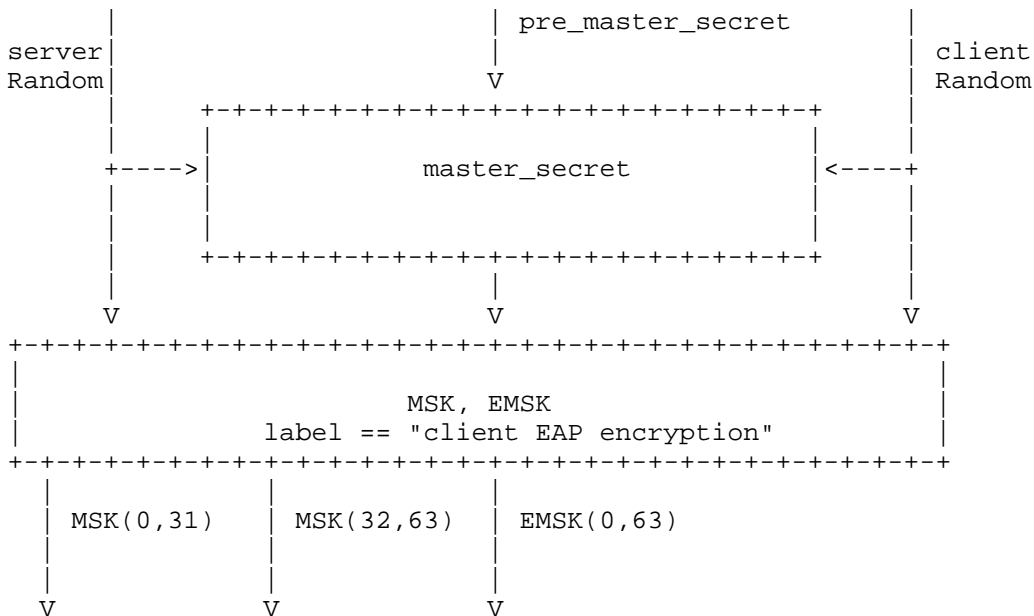 pre_master_secret
server client
Random Random
master_secret
MSK, EMSK
label == "client EAP encryption"
MSK(0,31) MSK(32,63) EMSK(0,63)